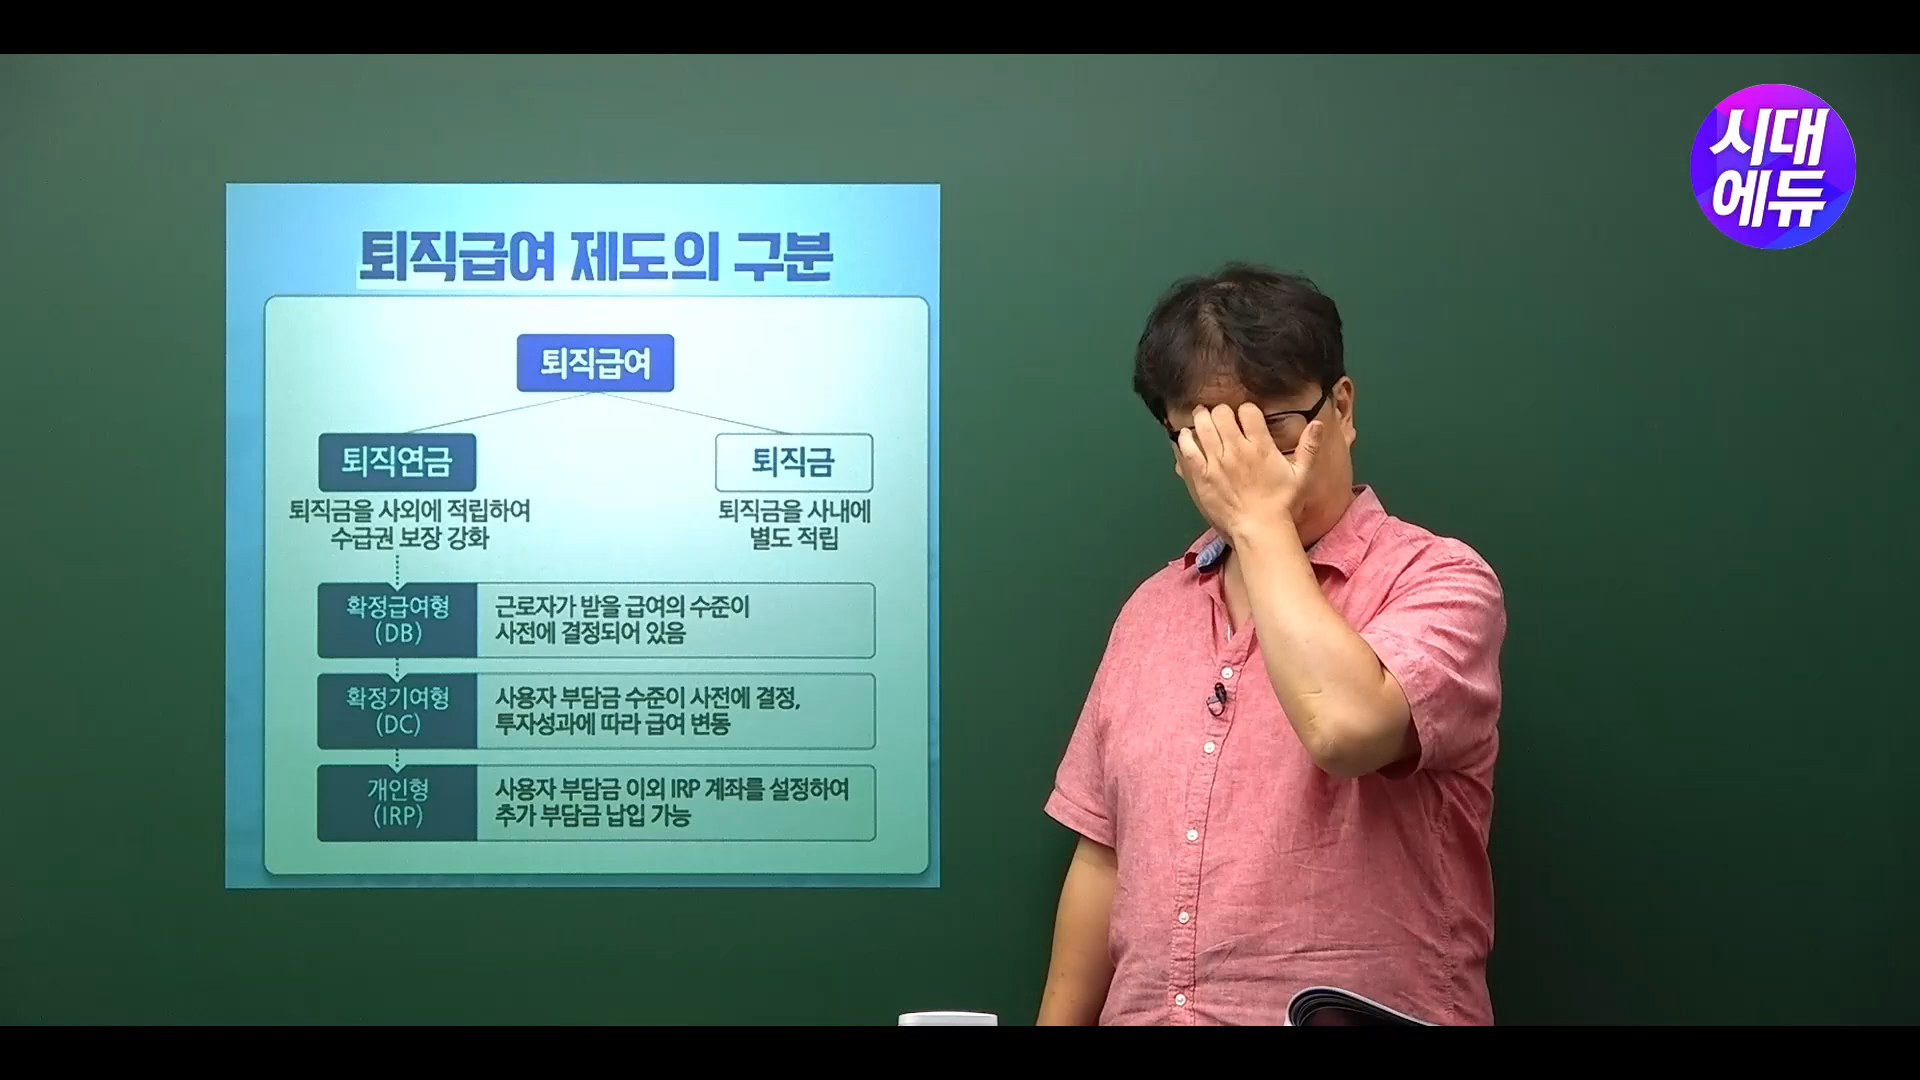 시대
에듀
퇴직급여 제도의 구분
퇴직급여
퇴직연금
퇴직금을 사외에 적립하여
수급권 보장 강화
퇴직금
퇴직금을 사내에
별도 적립
확정급여형
(DB)
근로자가 받을 급여의 수준이
사전에 결정되어 있음
확정기여형
(DC)
사용자 부담금 수준이 사전에 결정,
투자성과에 따라 급여 변동
개인형
(IRP)
사용자 부담금 이외 IRP 계좌를 설정하여
추가 부담금 납입 가능